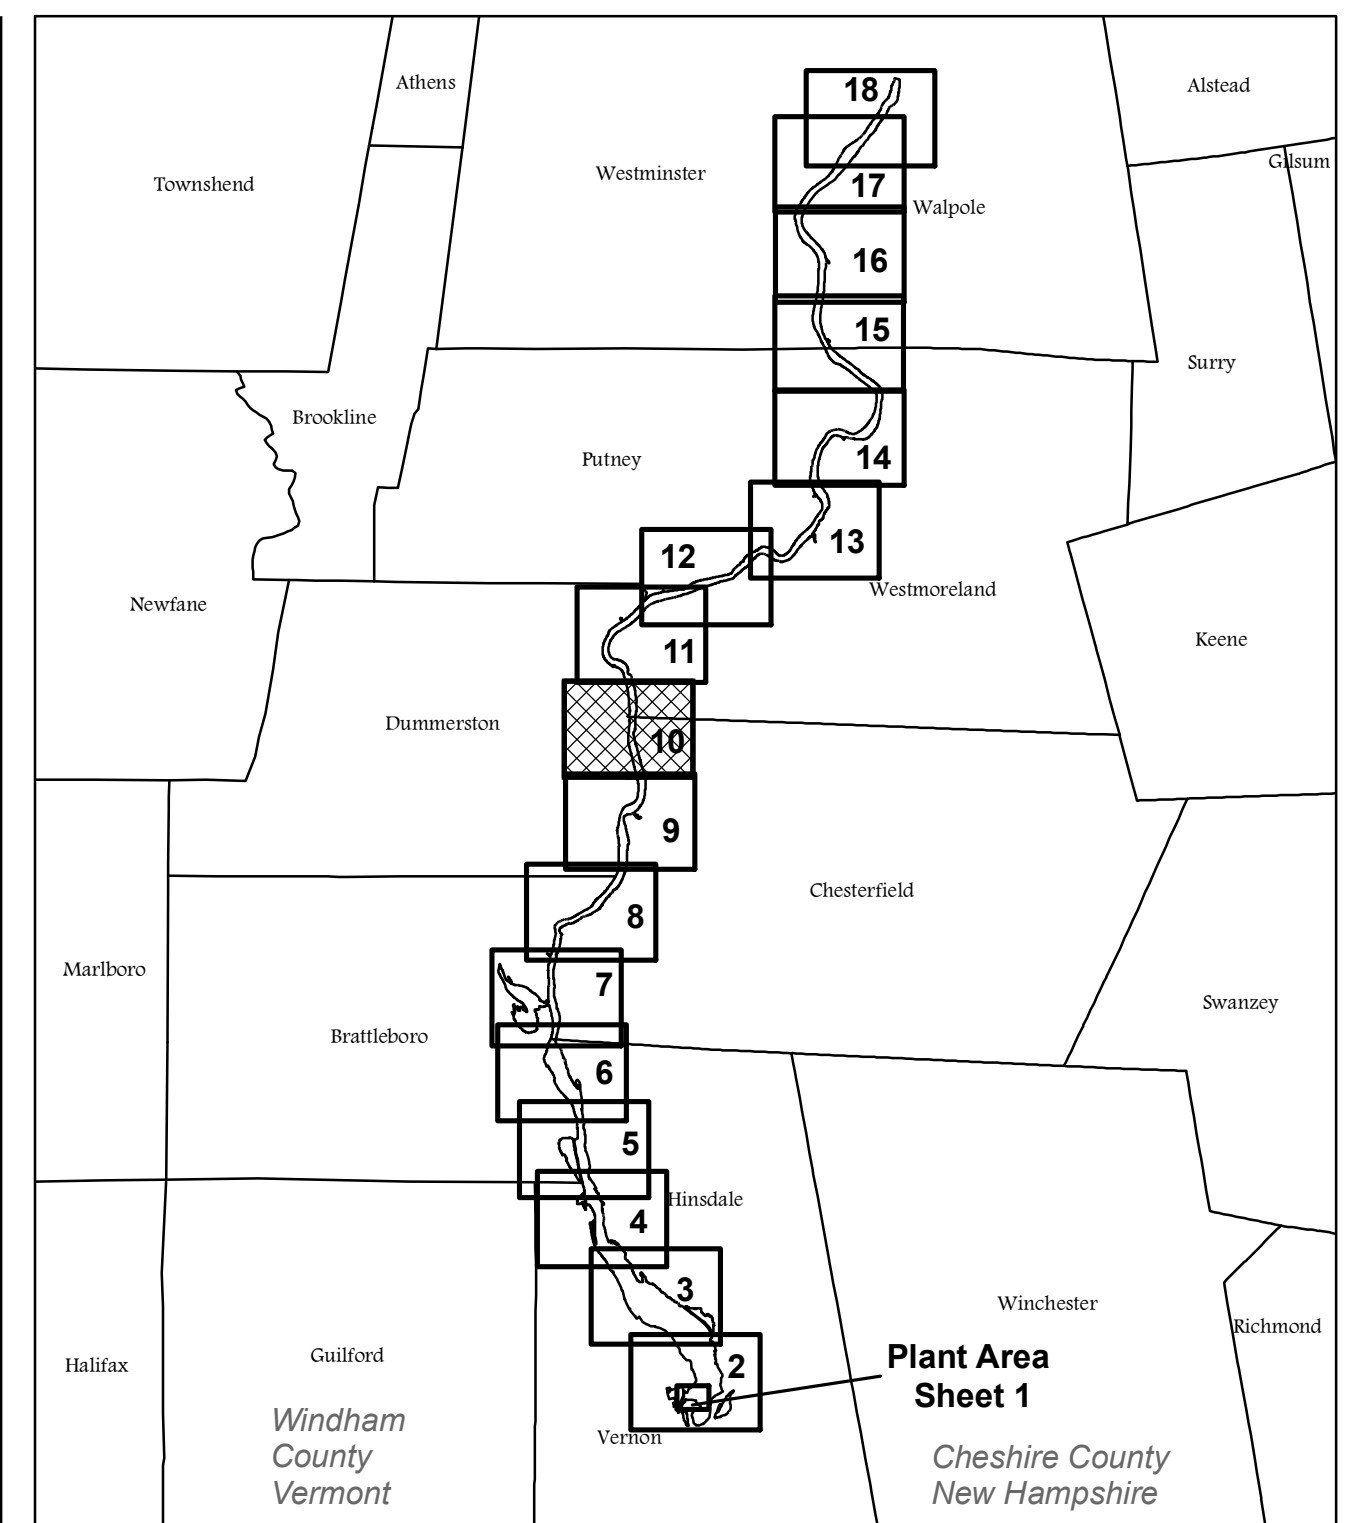 Athens
18
Alstead
Gilsum
Townshend
Westminster
17
Walpole
16
15
Surry
Brookline
Putney
14
13
12
Westmoreland
Newfane
Keene
11
Dummerston
10
9
Chesterfield
8
Marlboro
7
Swanzey
Brattleboro
6
5
Hinsdale
4
3
Winchester
Richmond
Halifax
Guilford
2
Plant Area
Sheet 1
Vernon
Windham
County
Vermont
Cheshire County
New Hampshire